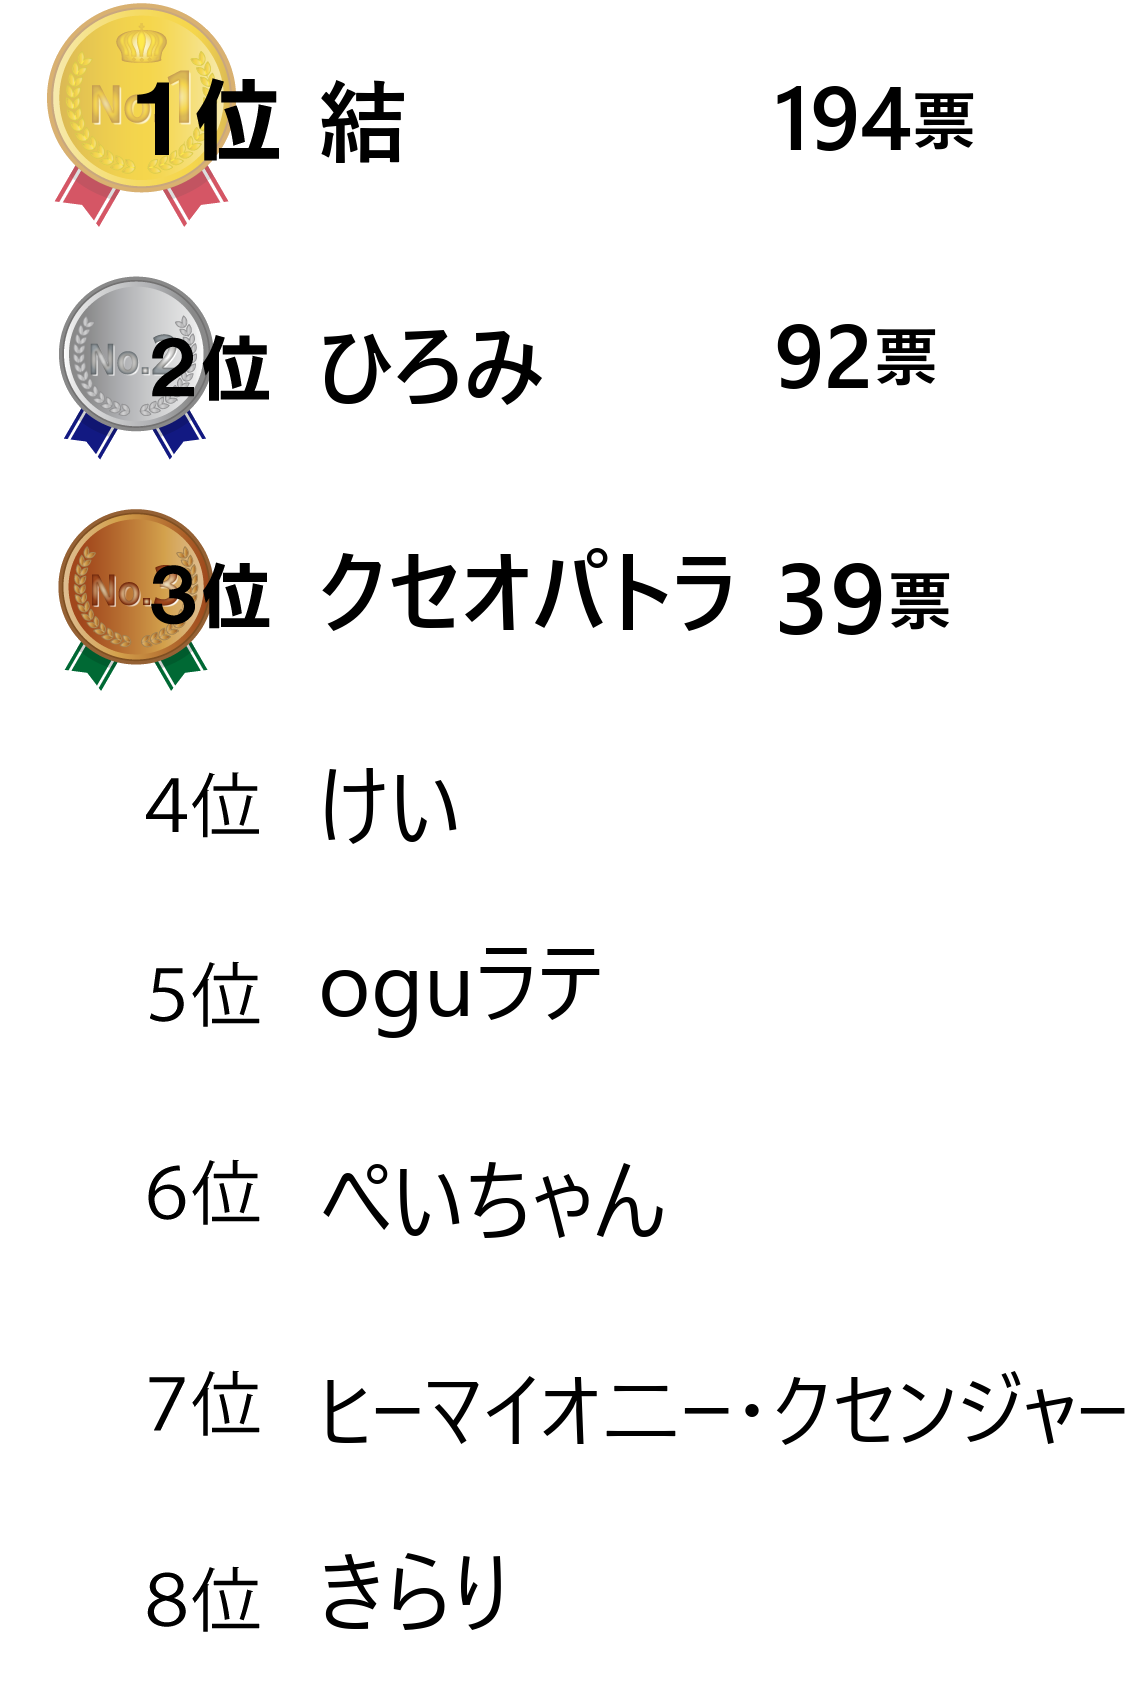 No.1
1位 結 194票
No.2
2位 ひろみ 92票
No.3
3位 クセオパトラ 39票
4位 けい
5位 oguラテ
6位 ぺいちゃん
7位 ヒーマイオニー・クセンジャー
8位 きらり